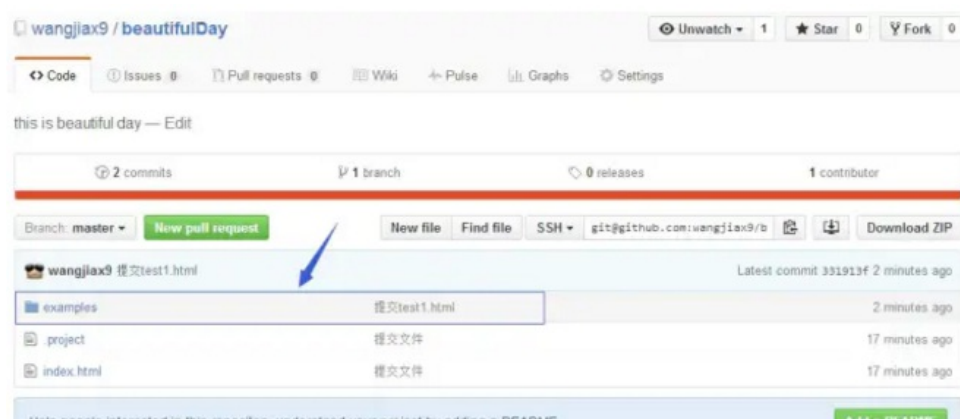 wangjiax9 / beautifulDay
Unwatch 1 Star 0 Fork 0
Code Issues 0 Pull requests 0 Wiki Pulse Graphs Settings
this is beautiful day — Edit
2 commits 1 branch 0 releases 1 contributor
Branch: master New pull request New file Find file SSH git@github.com:wangjiax9/b Download ZIP
wangjiax9 提交test1.html Latest commit 331913f 2 minutes ago
examples 提交test1.html 2 minutes ago
.project 提交文件 17 minutes ago
index.html 提交文件 17 minutes ago